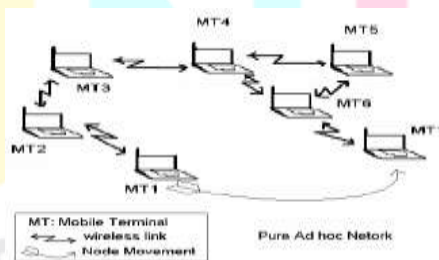 MT4
MT5
MT3
MT6
MT2
MT1
MT: Mobile Terminal
wireless link
Node Movement
Pure Ad hoc Netork